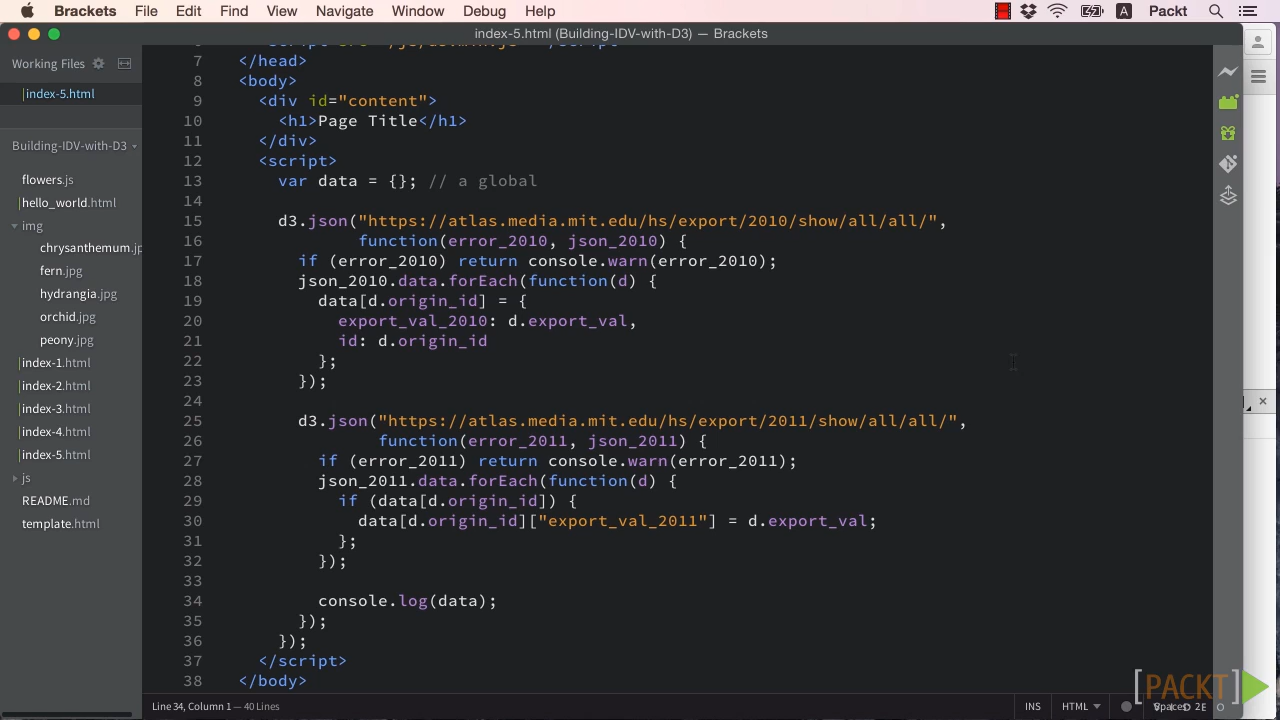 Brackets File Edit Find View Navigate Window Debug Help A Packt
index-5.html (Building-IDV-with-D3) — Brackets
Working Files
index-5.html
Building-IDV-with-D3
flowers.js
hello_world.html
img
chrysanthemum.jp
fern.jpg
hydrangia.jpg
orchid.jpg
peony.jpg
index-1.html
index-2.html
index-3.html
index-4.html
index-5.html
js
README.md
template.html
7 </head>
8 <body>
9 <div id="content">
10 <h1>Page Title</h1>
11 </div>
12 <script>
13 var data = {}; // a global
14
15 d3.json("https://atlas.media.mit.edu/hs/export/2010/show/all/all/",
16 function(error_2010, json_2010) {
17 if (error_2010) return console.warn(error_2010);
18 json_2010.data.forEach(function(d) {
19 data[d.origin_id] = {
20 export_val_2010: d.export_val,
21 id: d.origin_id
22 };
23 });
24
25 d3.json("https://atlas.media.mit.edu/hs/export/2011/show/all/all/",
26 function(error_2011, json_2011) {
27 if (error_2011) return console.warn(error_2011);
28 json_2011.data.forEach(function(d) {
29 if (data[d.origin_id]) {
30 data[d.origin_id]["export_val_2011"] = d.export_val;
31 };
32 });
33
34 console.log(data);
35 });
36 });
37 </script>
38 </body>
Line 34, Column 1 — 40 Lines
INS HTML Spaces: 2
[PACKT]
VIDEO